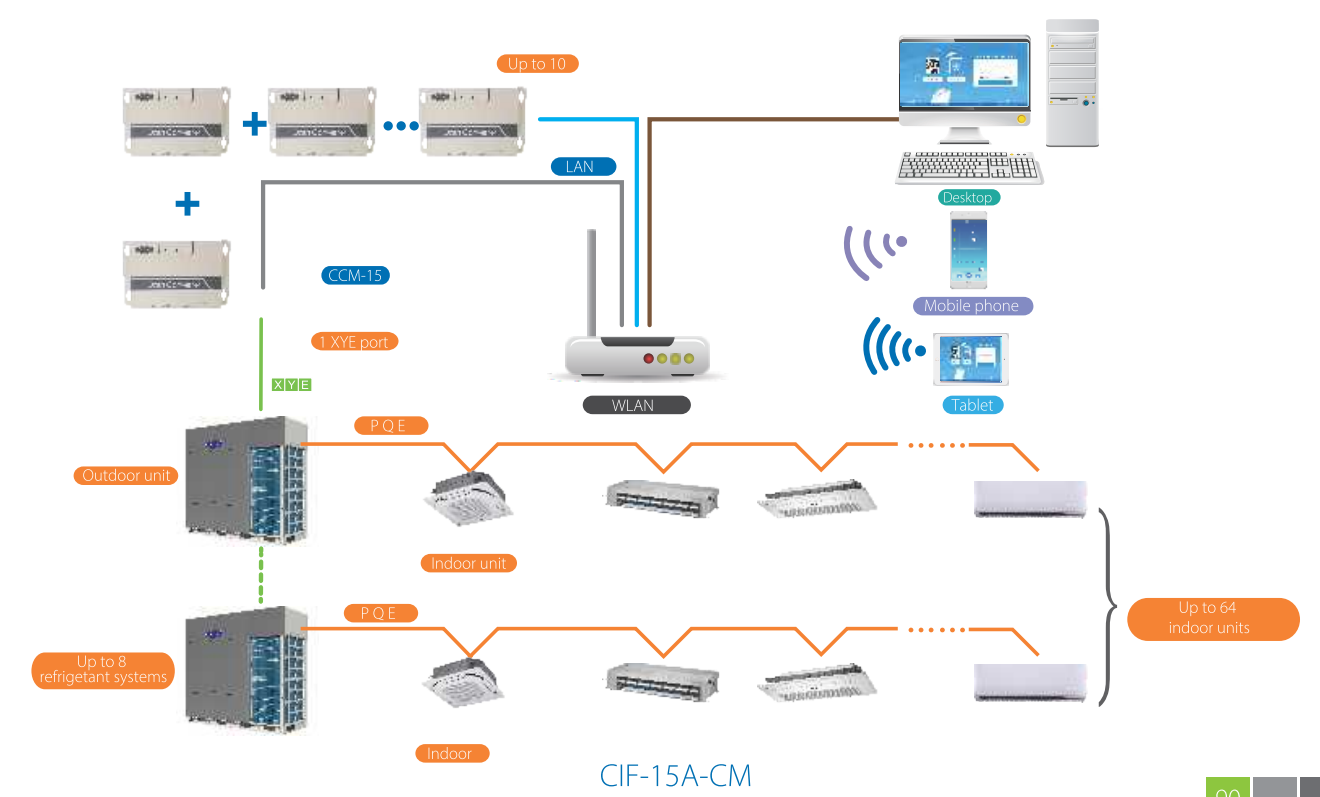 Up to 10
LAN
Desktop
CCM-15
Mobile phone
1 XYE port
X Y E
WLAN
Tablet
P Q E
Outdoor unit
Indoor unit
P Q E
Up to 64
indoor units
Up to 8
refrigetant systems
Indoor
CIF-15A-CM